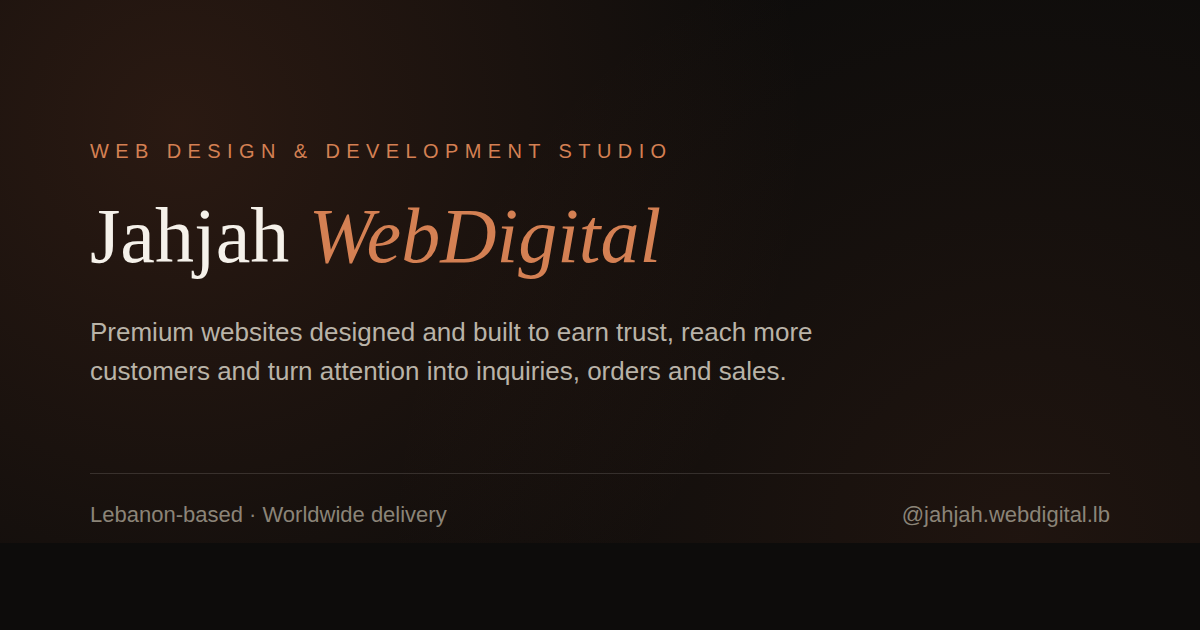 WEB DESIGN & DEVELOPMENT STUDIO
Jahjah WebDigital
Premium websites designed and built to earn trust, reach more
customers and turn attention into inquiries, orders and sales.
Lebanon-based · Worldwide delivery
@jahjah.webdigital.lb